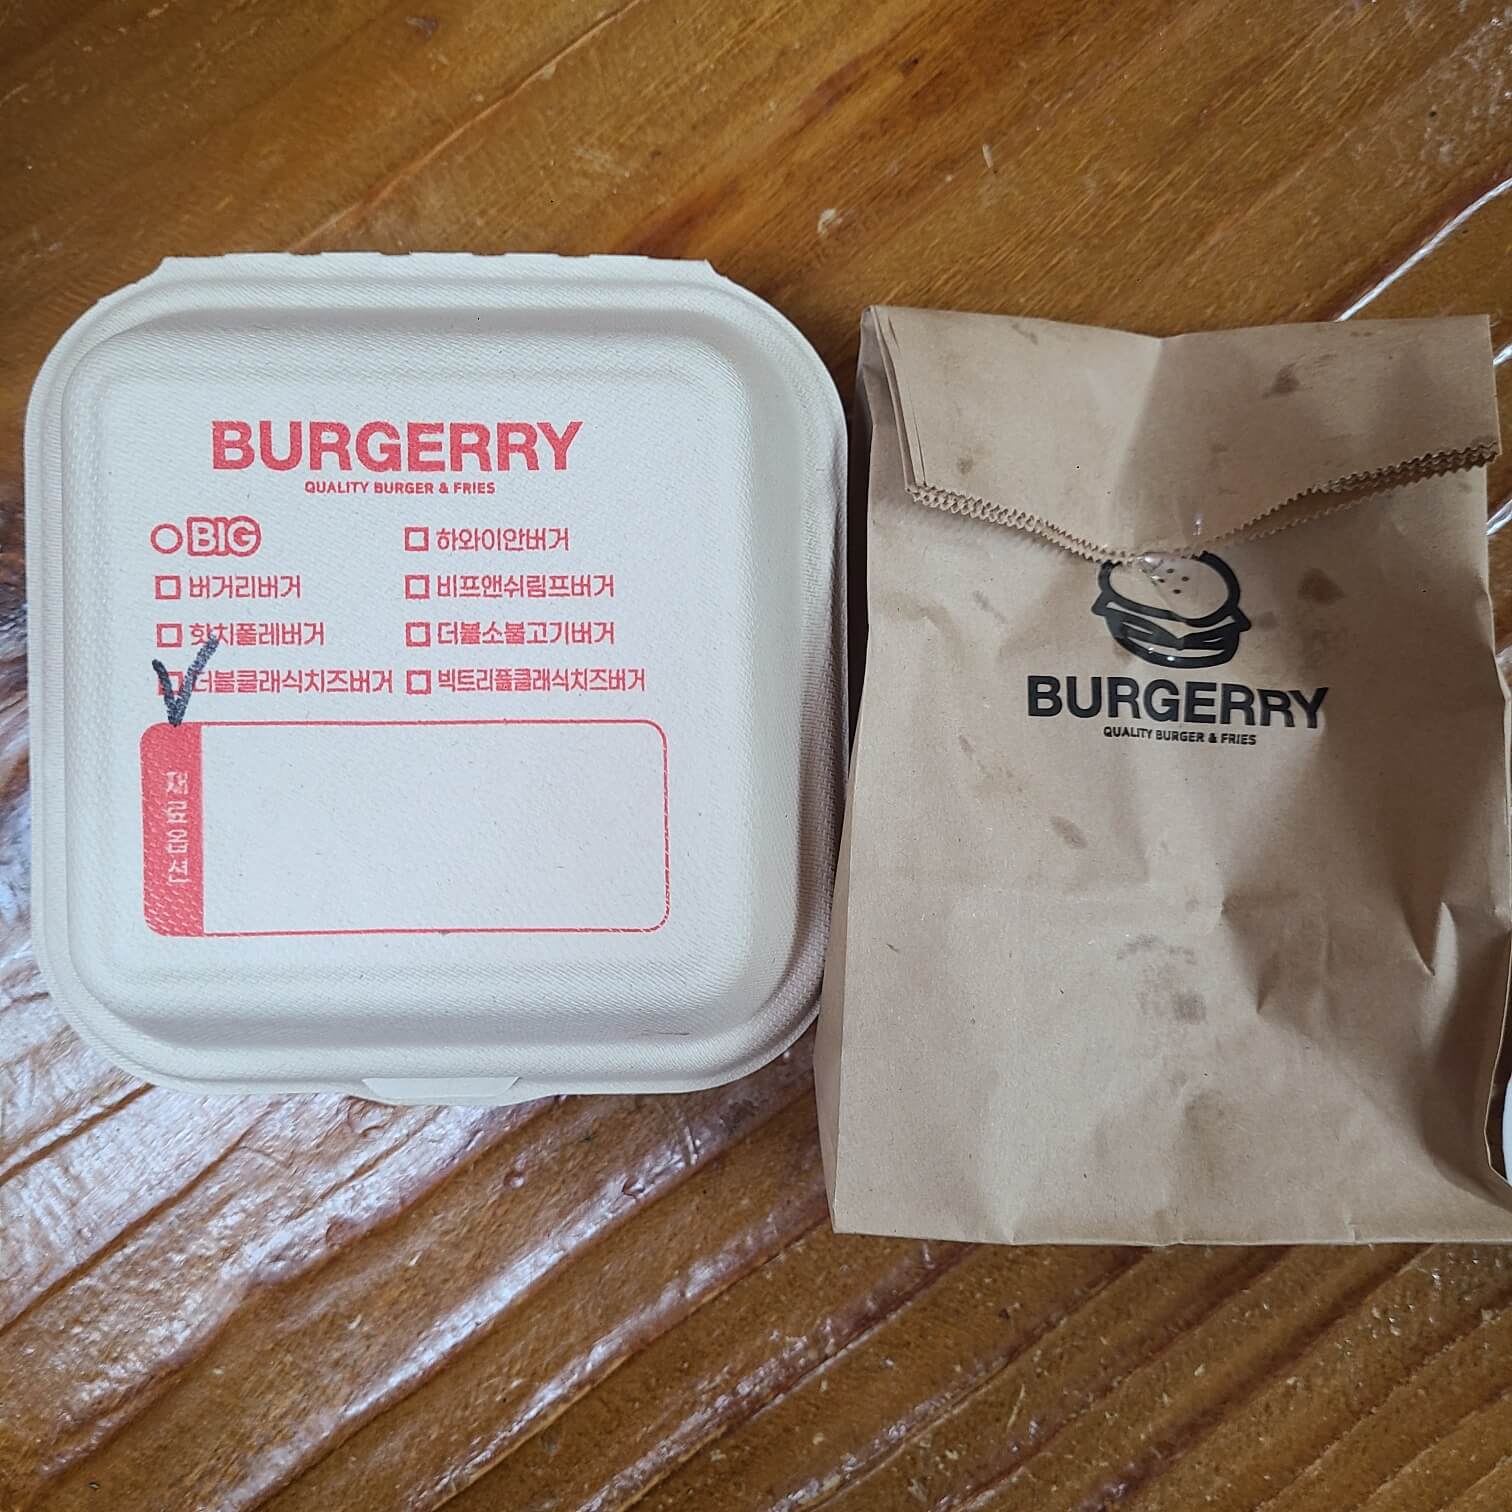 BURGERRY
QUALITY BURGER & FRIES
BIG
하와이안버거
버거리버거
비프앤쉬림프버거
핫치폴레버거
더블소불고기버거
더블클래식치즈버거
빅트리플클래식치즈버거
재료옵션
BURGERRY
QUALITY BURGER & FRIES